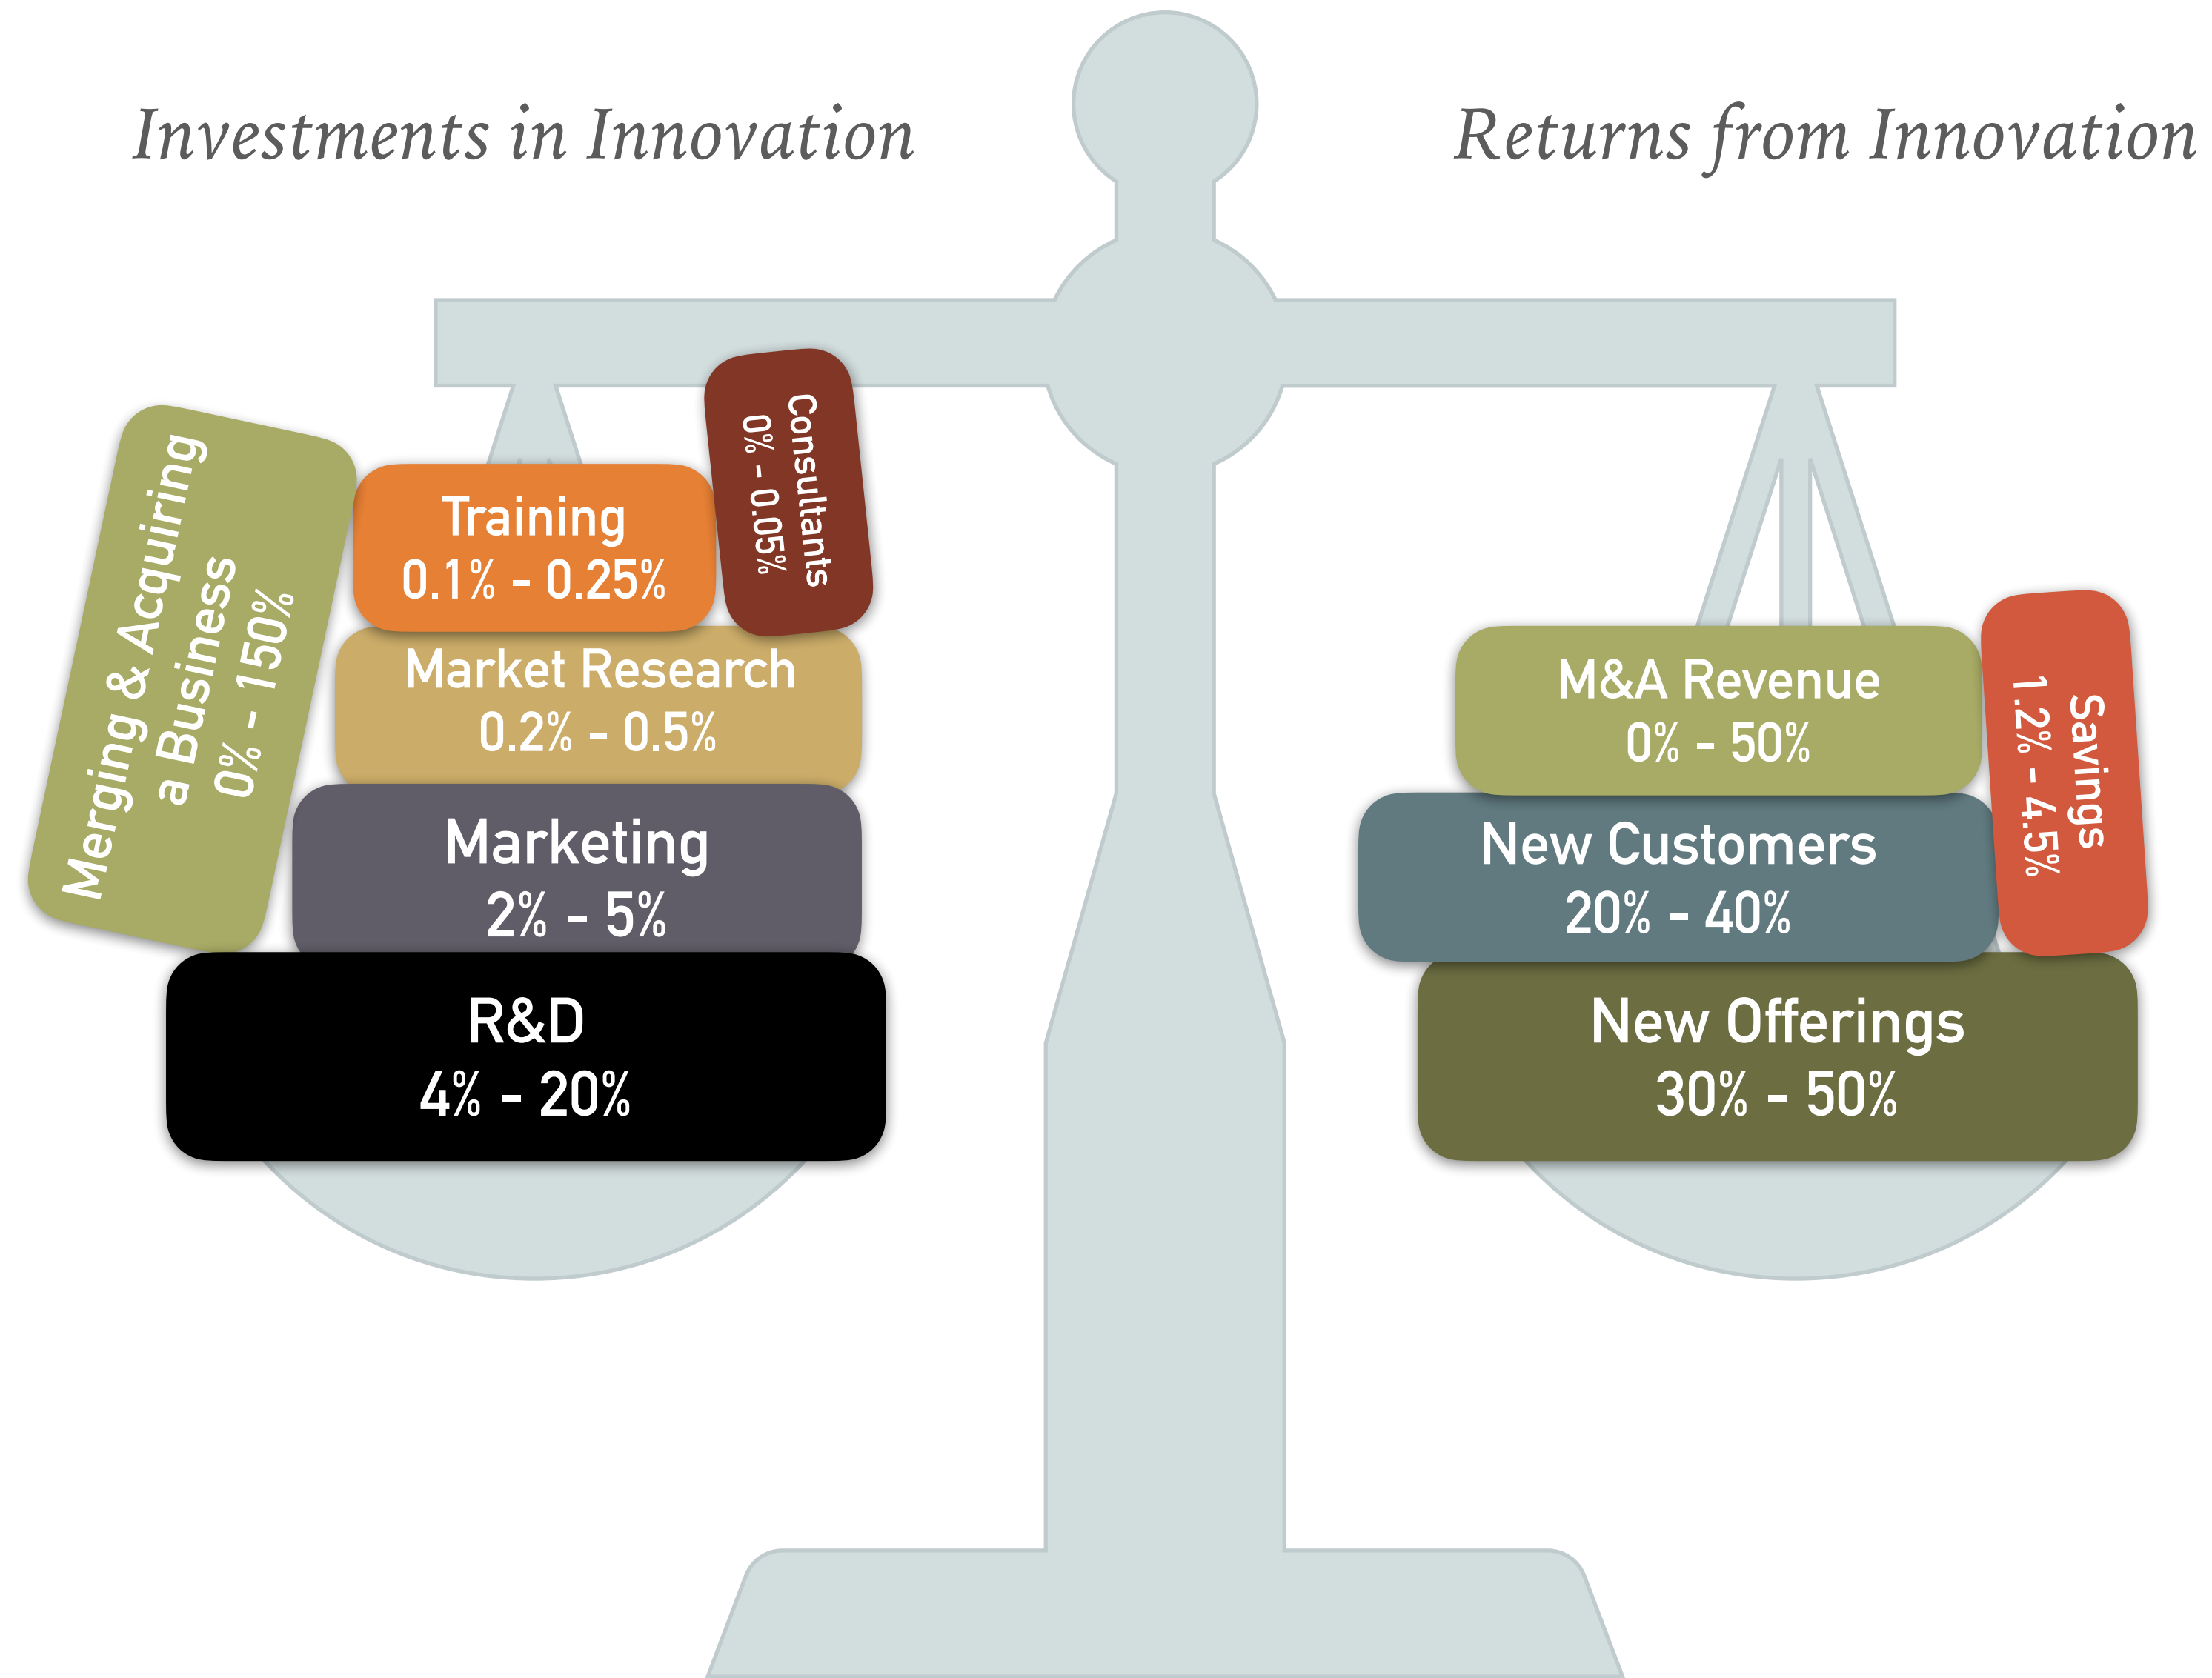 Investments in Innovation
Returns from Innovation
Merging & Acquiring
a Business
0% - 150%
Training
0.1% - 0.25%
Consultants
0% - 0.05%
Market Research
0.2% - 0.5%
Marketing
2% - 5%
R&D
4% - 20%
M&A Revenue
0% - 50%
Savings
1.2% - 4.5%
New Customers
20% - 40%
New Offerings
30% - 50%